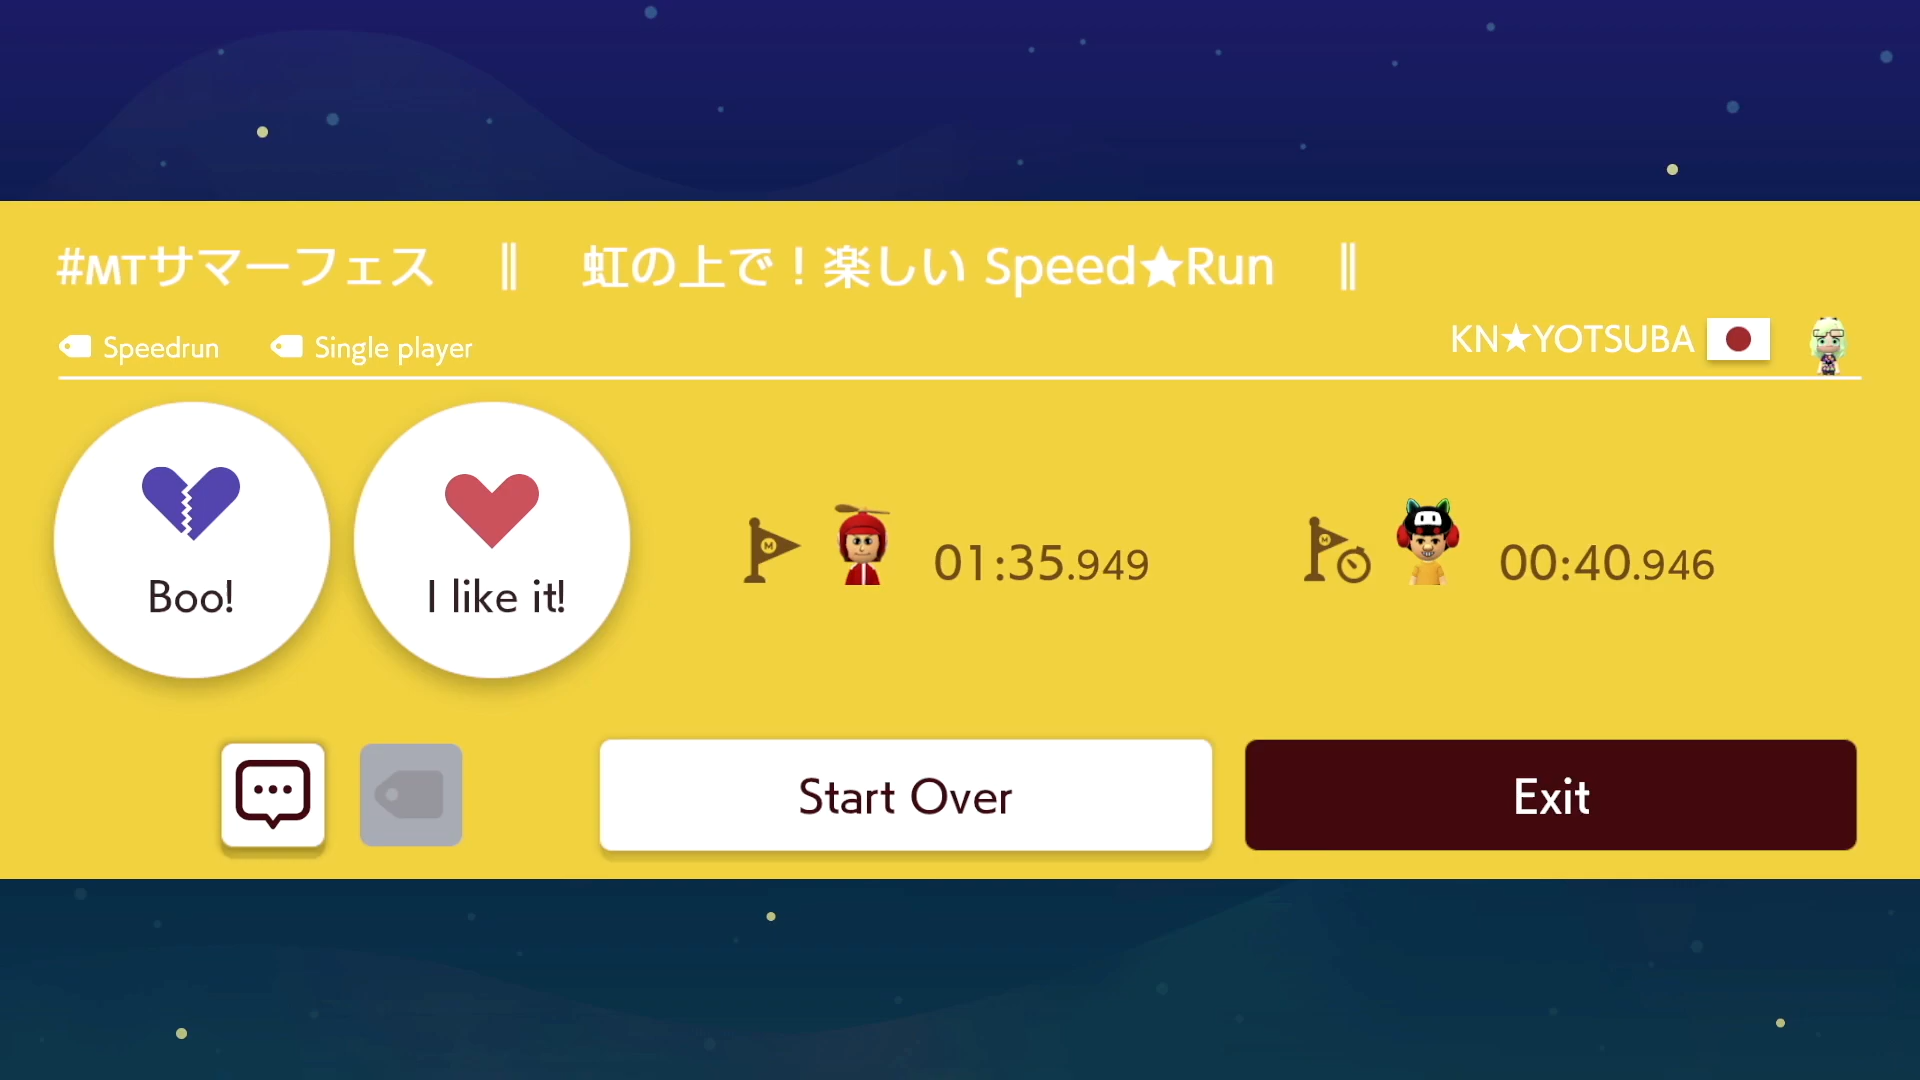 #MTサマーフェス ‖ 虹の上で！楽しい Speed★Run ‖
Speedrun Single player KN★YOTSUBA
Boo! I like it! M 01:35.949 M 00:40.946
Start Over Exit